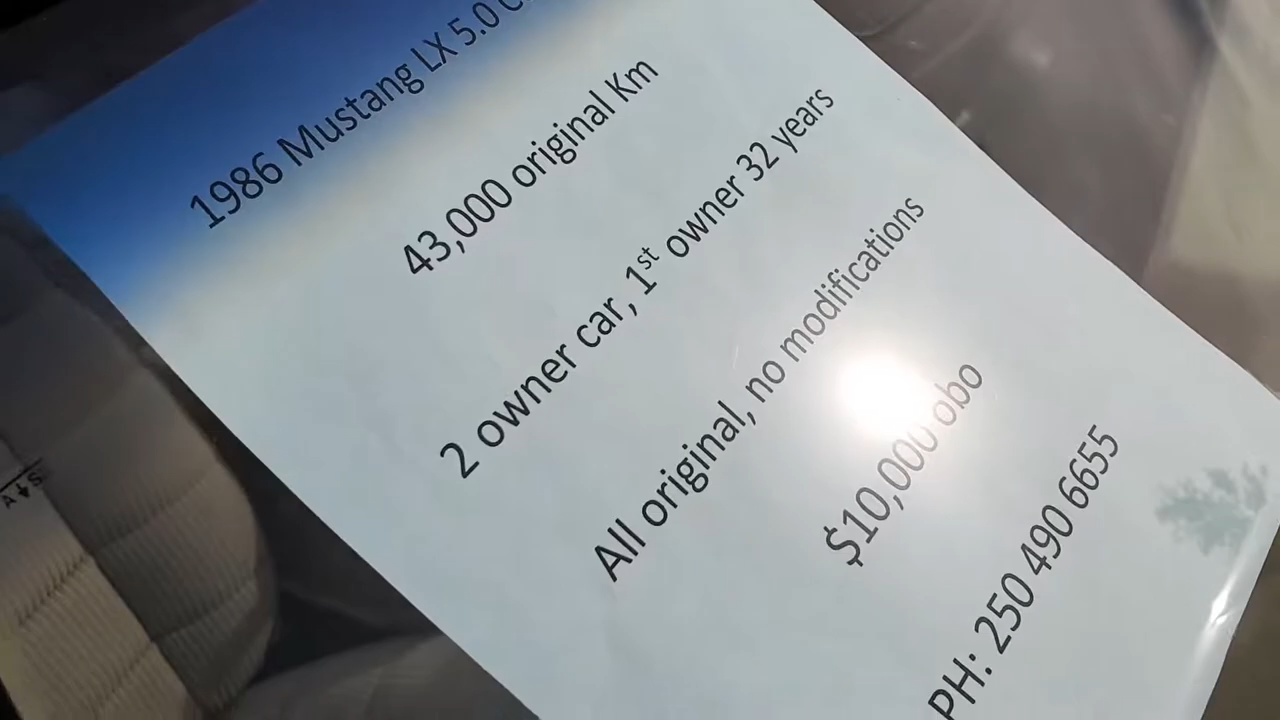 1986 Mustang LX 5.0
43,000 original Km
2 owner car, 1st owner 32 years
All original, no modifications
$10,000 obo
PH: 250 490 6655